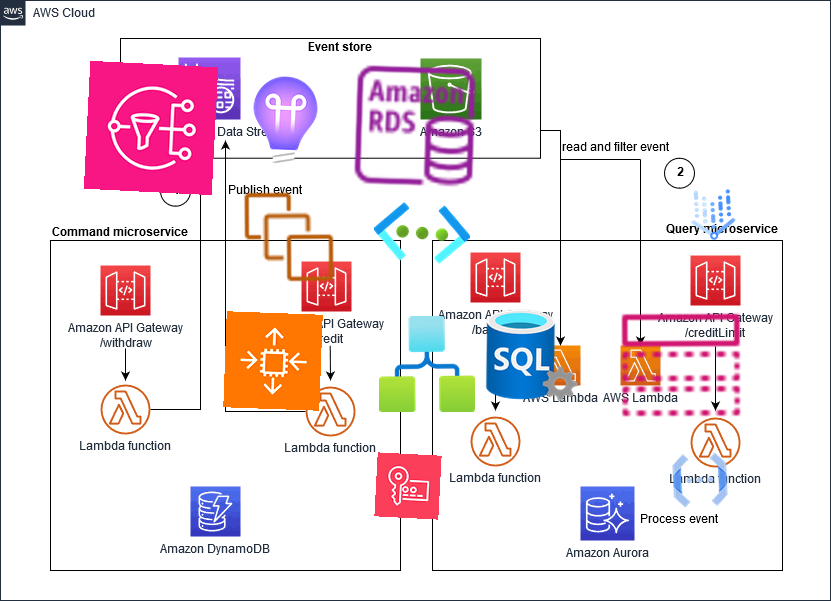 aws
AWS Cloud
Event store
Data Stre
Amazon
RDS
Amazon S3
read and filter event
2
Publish event
Command microservice
Query microservice
Amazon API Gateway
/withdraw
API Gateway
redit
Amazon API Gateway
/ba
Amazon API Gateway
/creditLimit
SQL
AWS Lambda
AWS Lambda
Lambda function
Lambda function
Lambda function
Lambda function
Amazon DynamoDB
Process event
Amazon Aurora